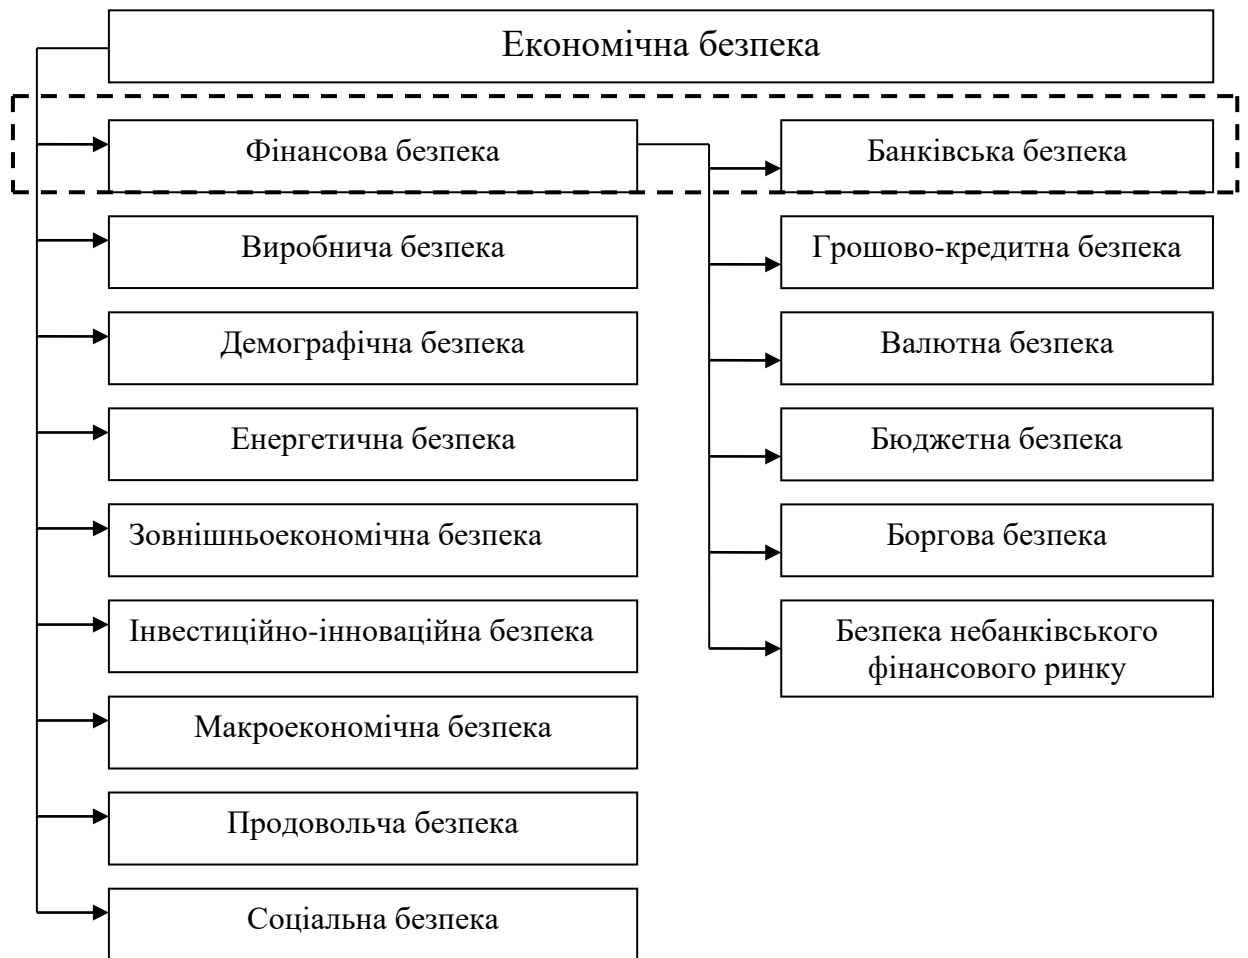 Економічна безпека
Фінансова безпека
Банківська безпека
Виробнича безпека
Грошово-кредитна безпека
Демографічна безпека
Валютна безпека
Енергетична безпека
Бюджетна безпека
Зовнішньоекономічна безпека
Боргова безпека
Інвестиційно-інноваційна безпека
Безпека небанківського
фінансового ринку
Макроекономічна безпека
Продовольча безпека
Соціальна безпека